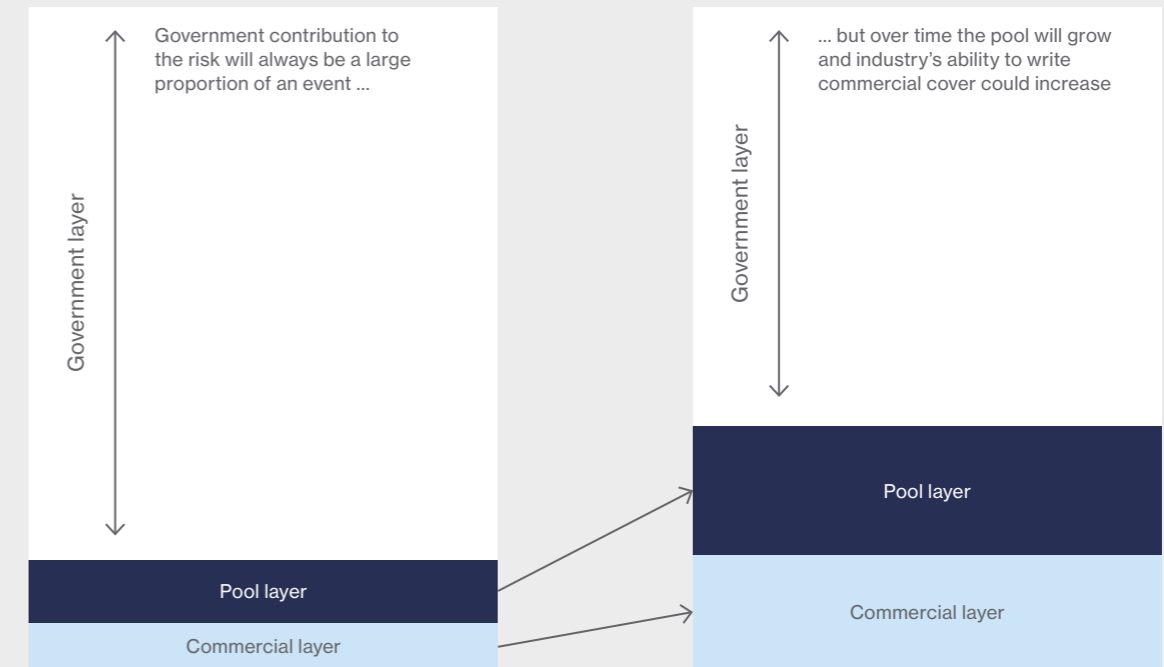 Government contribution to
the risk will always be a large
proportion of an event ...
Government layer
Pool layer
Commercial layer
... but over time the pool will grow
and industry’s ability to write
commercial cover could increase
Government layer
Pool layer
Commercial layer